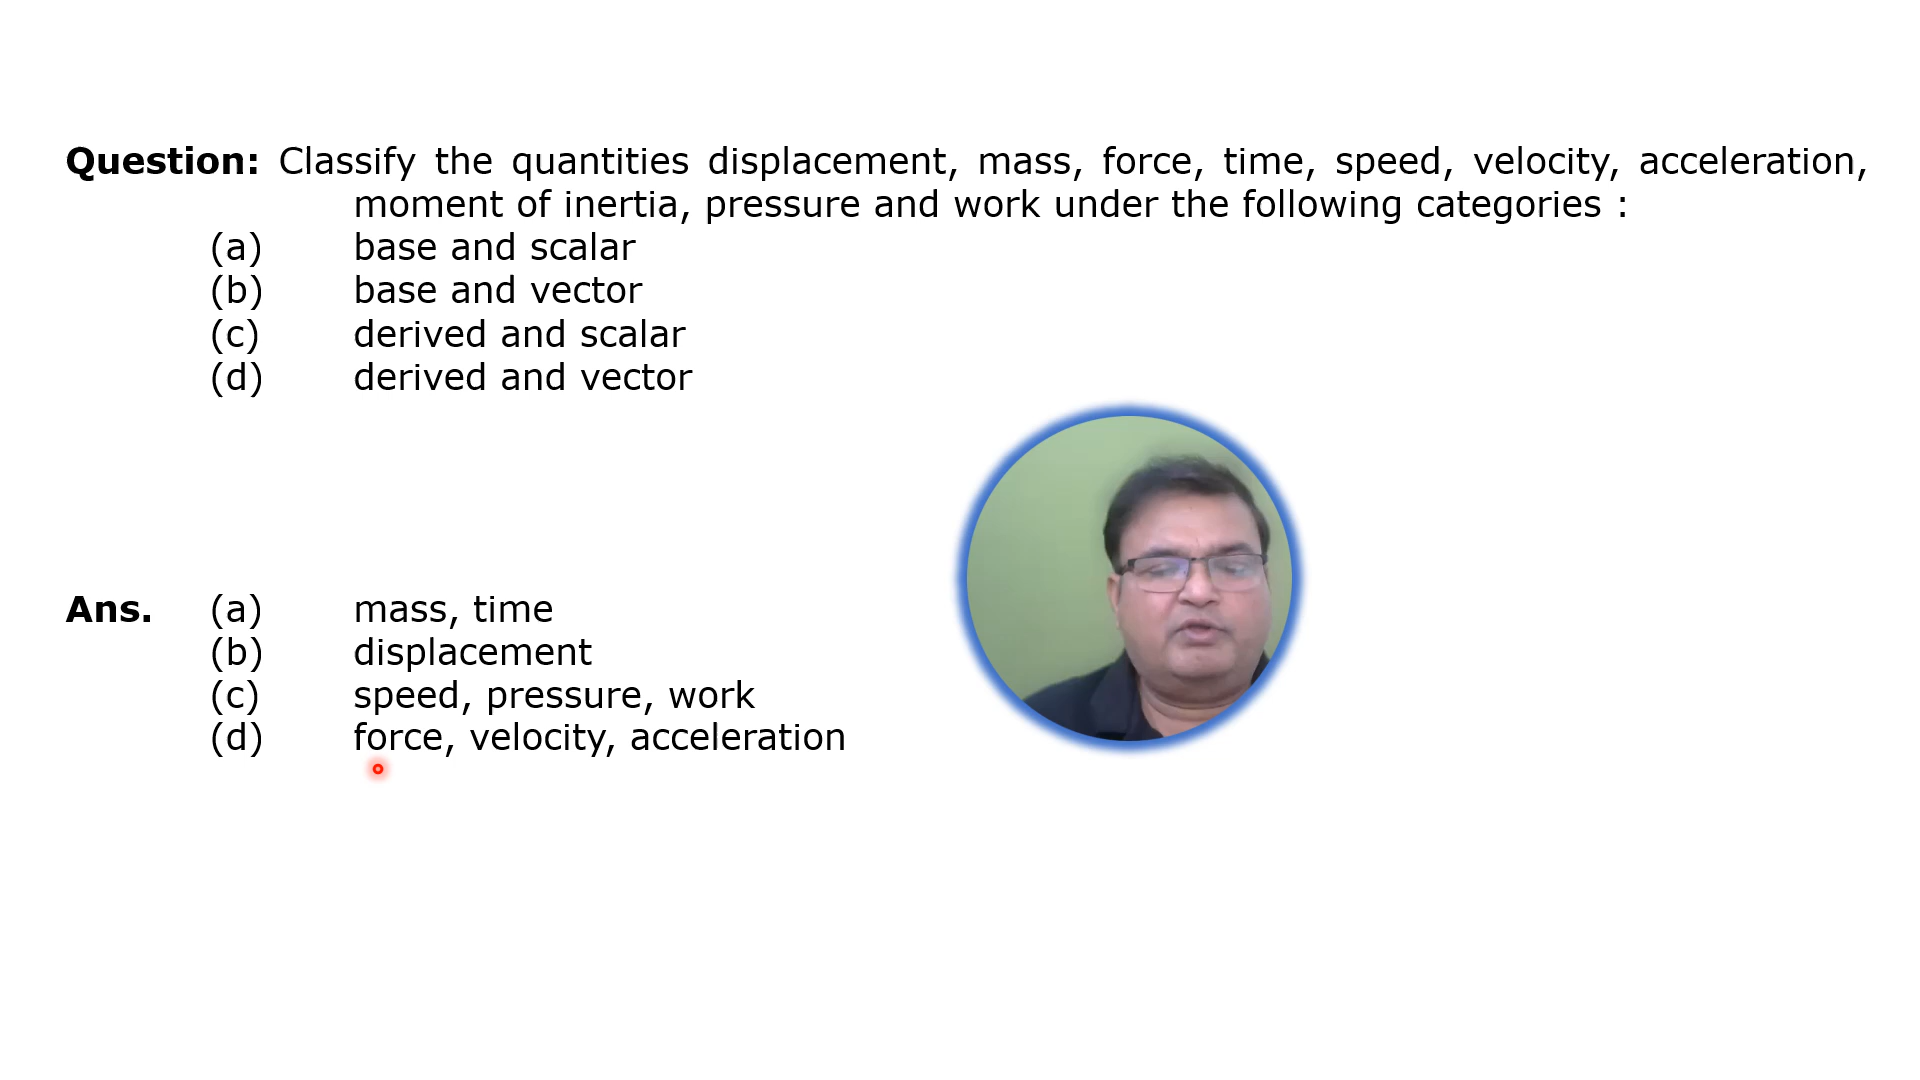 Question: Classify the quantities displacement, mass, force, time, speed, velocity, acceleration,
moment of inertia, pressure and work under the following categories :
(a) base and scalar
(b) base and vector
(c) derived and scalar
(d) derived and vector
Ans. (a) mass, time
(b) displacement
(c) speed, pressure, work
(d) force, velocity, acceleration